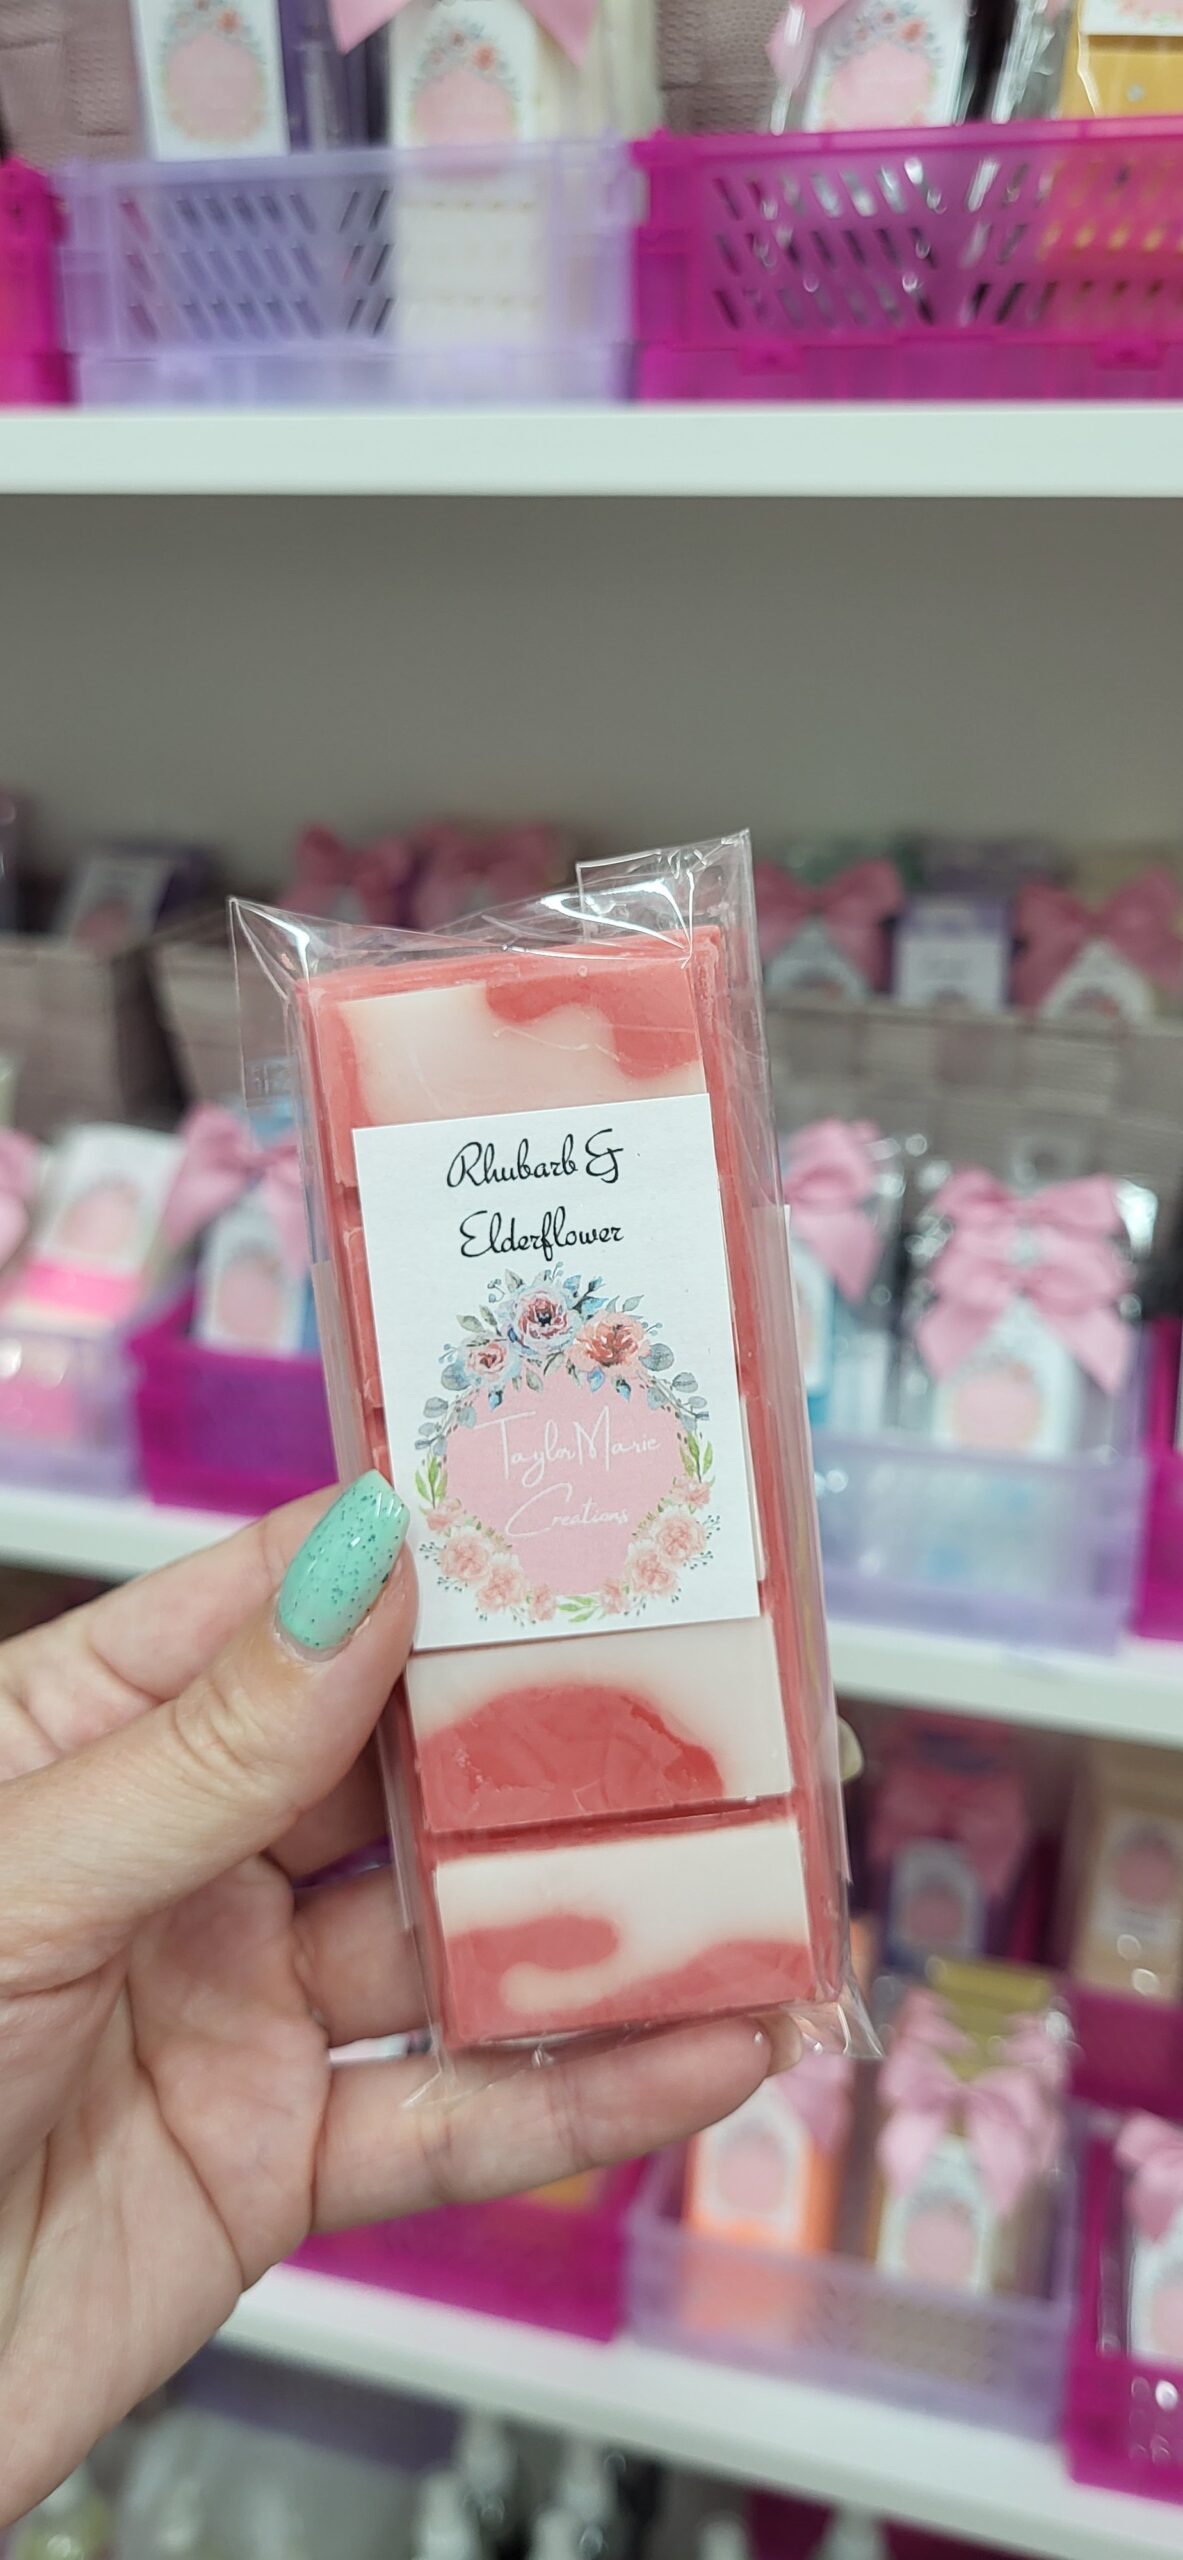 Rhubarb &
Elderflower
TaylorMarie
Creations